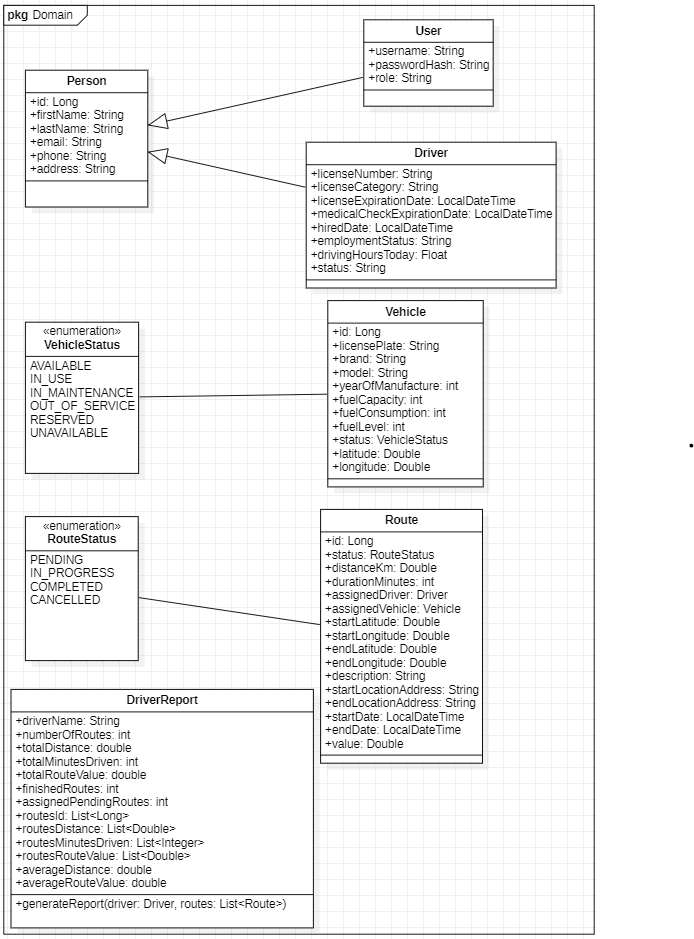 pkg Domain
User
+username: String
+passwordHash: String
+role: String
Person
+id: Long
+firstName: String
+lastName: String
+email: String
+phone: String
+address: String
Driver
+licenseNumber: String
+licenseCategory: String
+licenseExpirationDate: LocalDateTime
+medicalCheckExpirationDate: LocalDateTime
+hiredDate: LocalDateTime
+employmentStatus: String
+drivingHoursToday: Float
+status: String
«enumeration»
VehicleStatus
AVAILABLE
IN_USE
IN_MAINTENANCE
OUT_OF_SERVICE
RESERVED
UNAVAILABLE
Vehicle
+id: Long
+licensePlate: String
+brand: String
+model: String
+yearOfManufacture: int
+fuelCapacity: int
+fuelConsumption: int
+fuelLevel: int
+status: VehicleStatus
+latitude: Double
+longitude: Double
«enumeration»
RouteStatus
PENDING
IN_PROGRESS
COMPLETED
CANCELLED
Route
+id: Long
+status: RouteStatus
+distanceKm: Double
+durationMinutes: int
+assignedDriver: Driver
+assignedVehicle: Vehicle
+startLatitude: Double
+startLongitude: Double
+endLatitude: Double
+endLongitude: Double
+description: String
+startLocationAddress: String
+endLocationAddress: String
+startDate: LocalDateTime
+endDate: LocalDateTime
+value: Double
DriverReport
+driverName: String
+numberOfRoutes: int
+totalDistance: double
+totalMinutesDriven: int
+totalRouteValue: double
+finishedRoutes: int
+assignedPendingRoutes: int
+routesId: List<Long>
+routesDistance: List<Double>
+routesMinutesDriven: List<Integer>
+routesRouteValue: List<Double>
+averageDistance: double
+averageRouteValue: double
+generateReport(driver: Driver, routes: List<Route>)